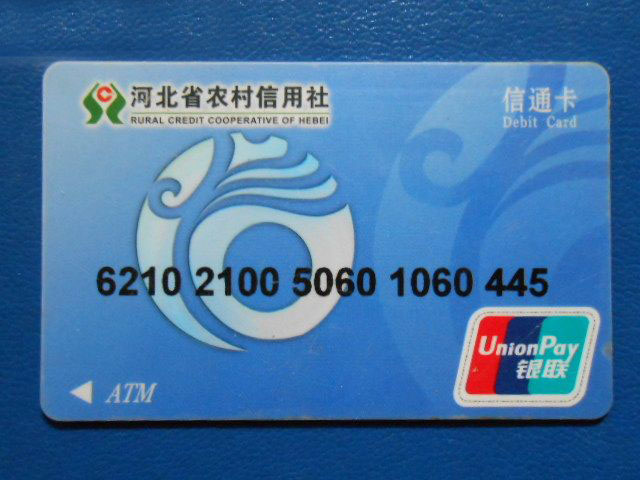 河北省农村信用社
RURAL CREDIT COOPERATIVE OF HEBEI
信通卡
Debit Card
6210 2100 5060 1060 445
UnionPay
银联
ATM